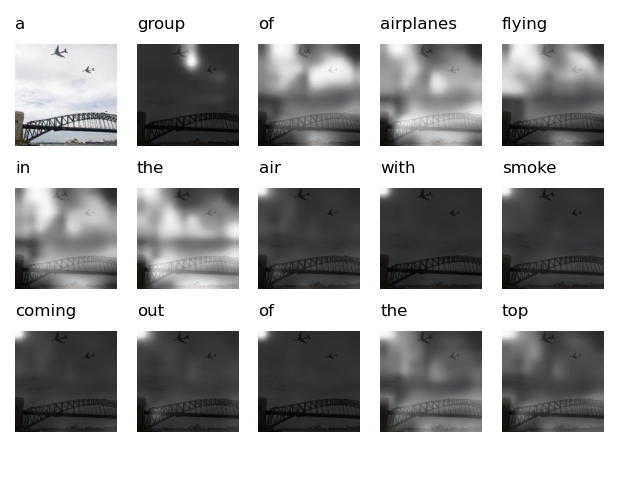 a group of airplanes flying
in the air with smoke
coming out of the top